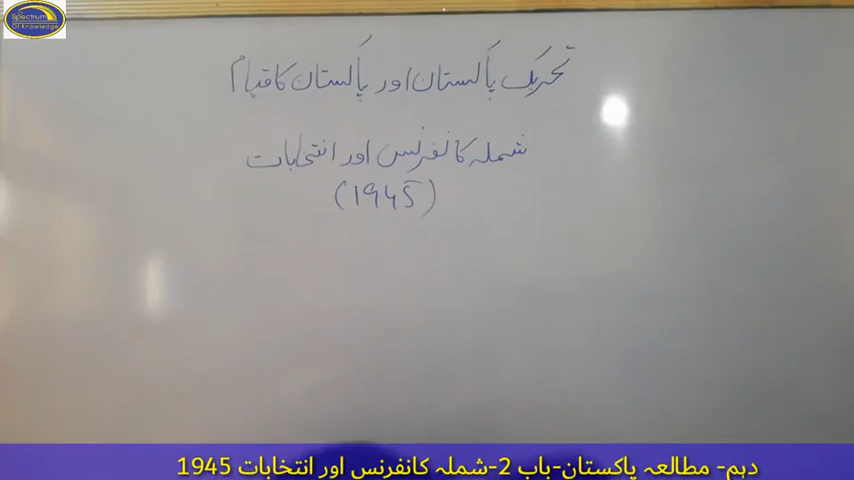 Spectrum
Of Knowledge
تحریک پاکستان اور پاکستان کا قیام
شملہ کانفرنس اور انتخابات
(1945)
دہم- مطالعہ پاکستان-باب 2-شملہ کانفرنس اور انتخابات 1945